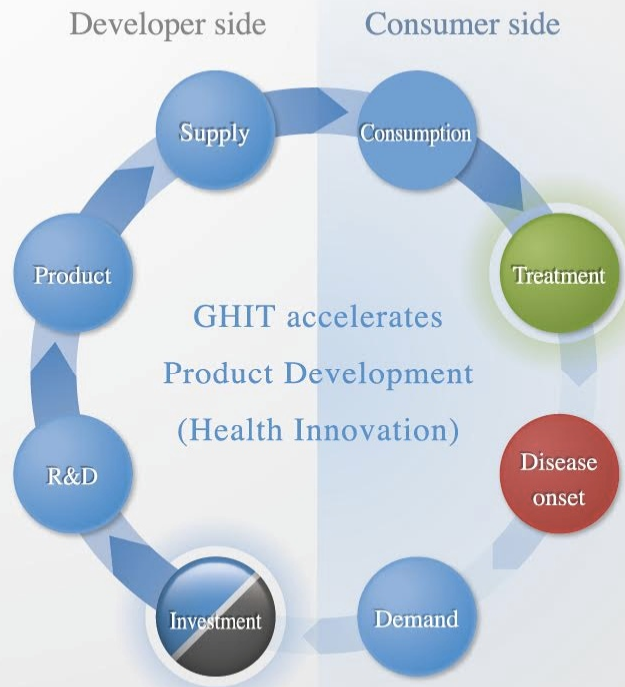 Developer side
Consumer side
Supply
Consumption
Product
Treatment
GHIT accelerates
Product Development
(Health Innovation)
R&D
Disease
onset
Investment
Demand